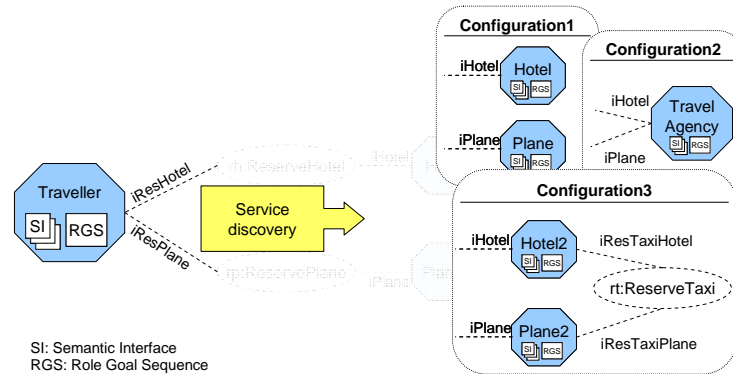 Configuration1
iHotel
Hotel
SI
RGS
iPlane
Plane
SI
RGS
Configuration2
iHotel
Travel
Agency
SI
RGS
iPlane
Traveller
SI
RGS
iResHotel
iResPlane
rh:ReserveHotel
iHotel
rp:ReservePlane
iPlane
Service
discovery
Configuration3
iHotel
Hotel2
SI
RGS
iResTaxiHotel
rt:ReserveTaxi
iPlane
Plane2
SI
RGS
iResTaxiPlane
SI: Semantic Interface
RGS: Role Goal Sequence